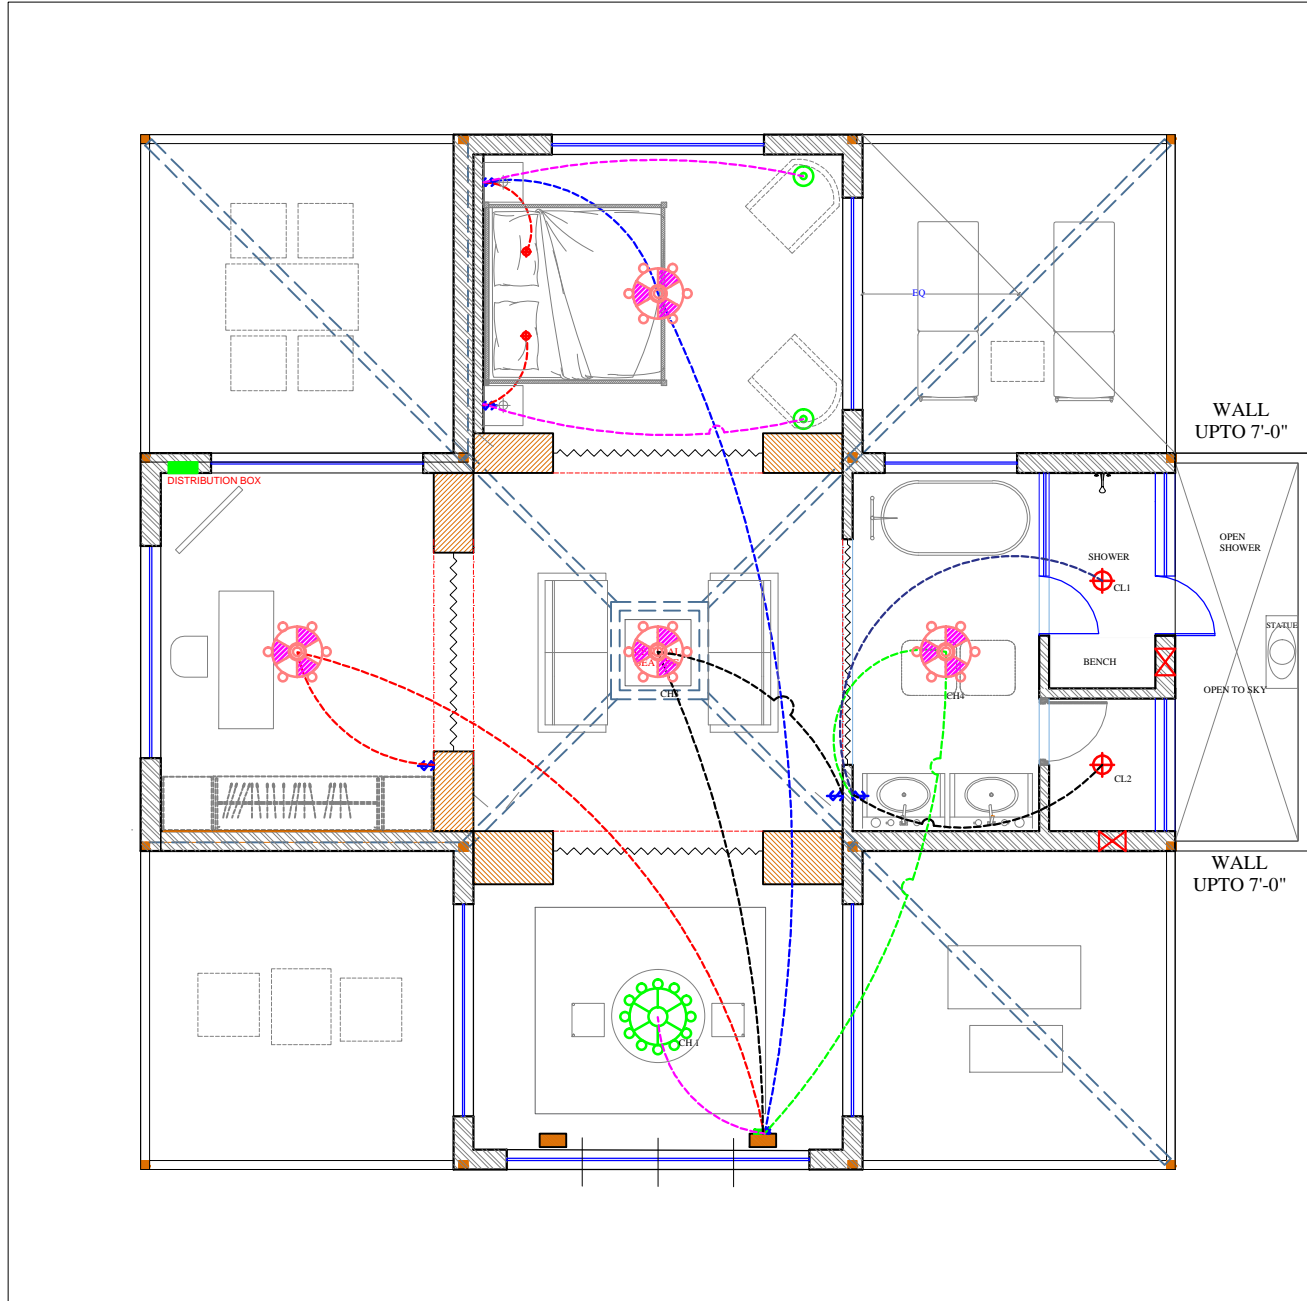 EQ
WALL
UPTO 7'-0"
DISTRIBUTION BOX
OPEN
SHOWER
SHOWER
CL1
STATUE
BENCH
OPEN TO SKY
CH4
CL2
WALL
UPTO 7'-0"
CH 1